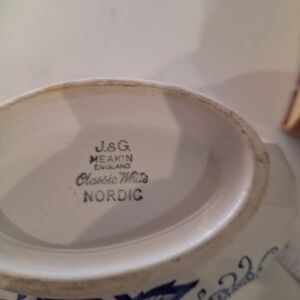 J.&G.
MEAKIN
ENGLAND
Classic White
NORDIC